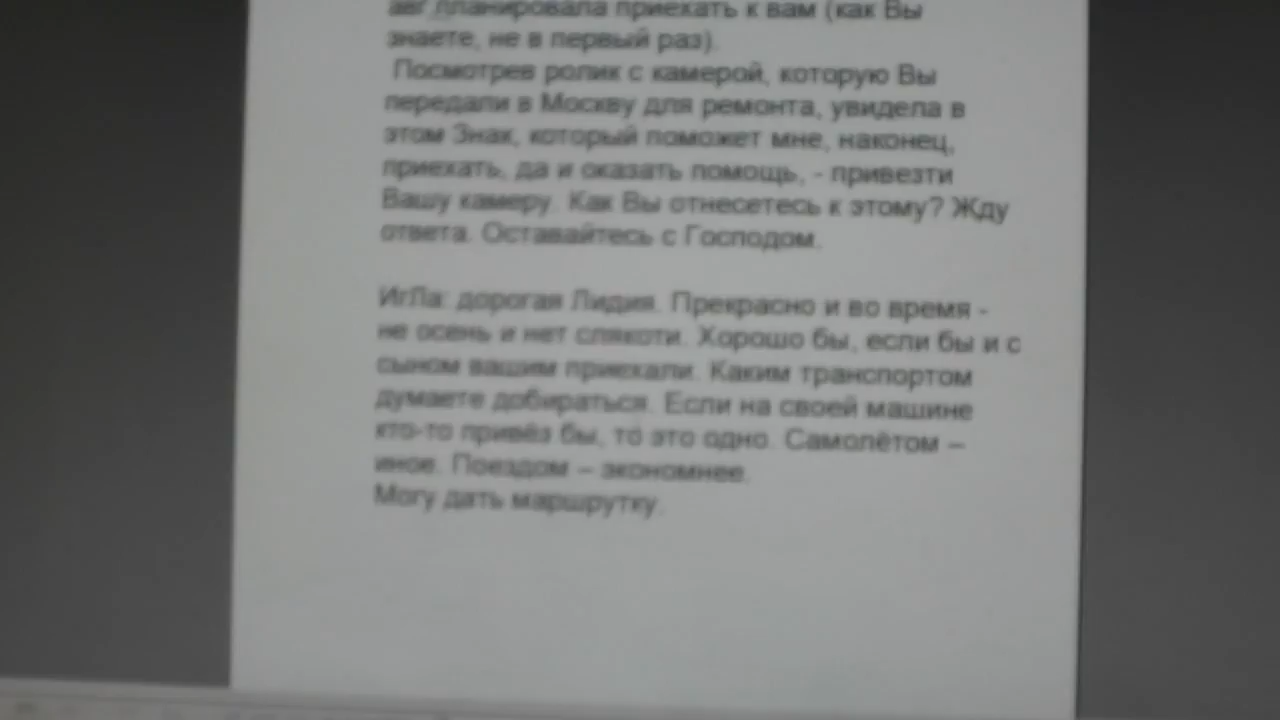 авг планировала приехать к вам (как Вы
знаете, не в первый раз).
Посмотрев ролик с камерой, которую Вы
передали в Москву для ремонта, увидела в
этом Знак, который поможет мне, наконец,
приехать, да и оказать помощь, - привезти
Вашу камеру. Как Вы отнесетесь к этому? Жду
ответа. Оставайтесь с Господом.
ИгЛа: дорогая Лидия. Прекрасно и во время -
не осень и нет слякоти. Хорошо бы, если бы и с
сыном вашим приехали. Каким транспортом
думаете добираться. Если на своей машине
кто-то привёз бы, то это одно. Самолётом –
иное. Поездом – экономнее.
Могу дать маршрутку.